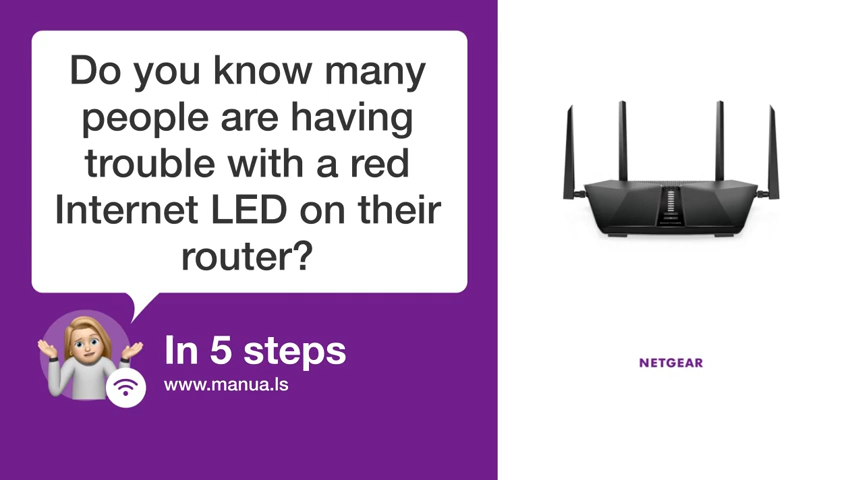 Do you know many
people are having
trouble with a red
Internet LED on their
router?
In 5 steps
www.manua.ls
NETGEAR